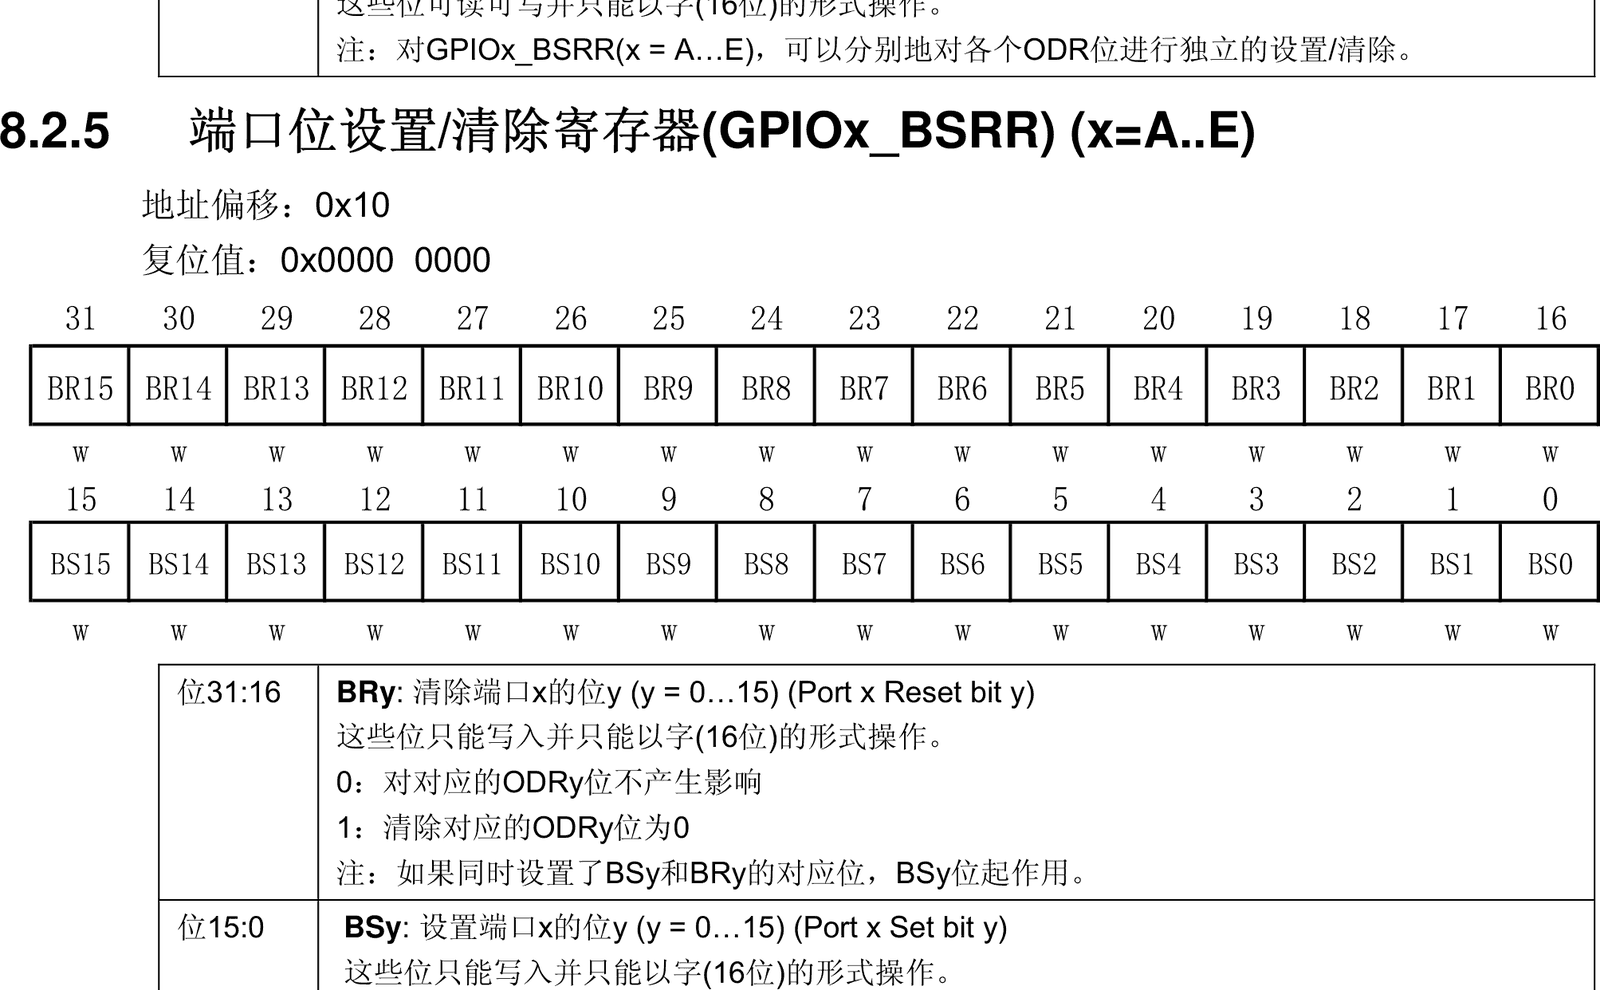 这些位可读可写并只能以字(16位)的形式操作。
注：对GPIOx_BSRR(x = A…E)，可以分别地对各个ODR位进行独立的设置/清除。
8.2.5 端口位设置/清除寄存器(GPIOx_BSRR) (x=A..E)
地址偏移：0x10
复位值：0x0000 0000
31 30 29 28 27 26 25 24 23 22 21 20 19 18 17 16
BR15 BR14 BR13 BR12 BR11 BR10 BR9 BR8 BR7 BR6 BR5 BR4 BR3 BR2 BR1 BR0
w w w w w w w w w w w w w w w w
15 14 13 12 11 10 9 8 7 6 5 4 3 2 1 0
BS15 BS14 BS13 BS12 BS11 BS10 BS9 BS8 BS7 BS6 BS5 BS4 BS3 BS2 BS1 BS0
w w w w w w w w w w w w w w w w
位31:16 BRy: 清除端口x的位y (y = 0…15) (Port x Reset bit y)
这些位只能写入并只能以字(16位)的形式操作。
0：对对应的ODRy位不产生影响
1：清除对应的ODRy位为0
注：如果同时设置了BSy和BRy的对应位，BSy位起作用。
位15:0 BSy: 设置端口x的位y (y = 0…15) (Port x Set bit y)
这些位只能写入并只能以字(16位)的形式操作。